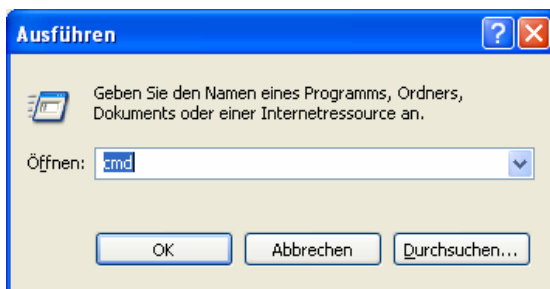 Ausführen
Geben Sie den Namen eines Programms, Ordners,
Dokuments oder einer Internetressource an.
Öffnen: cmd
OK Abbrechen Durchsuchen...